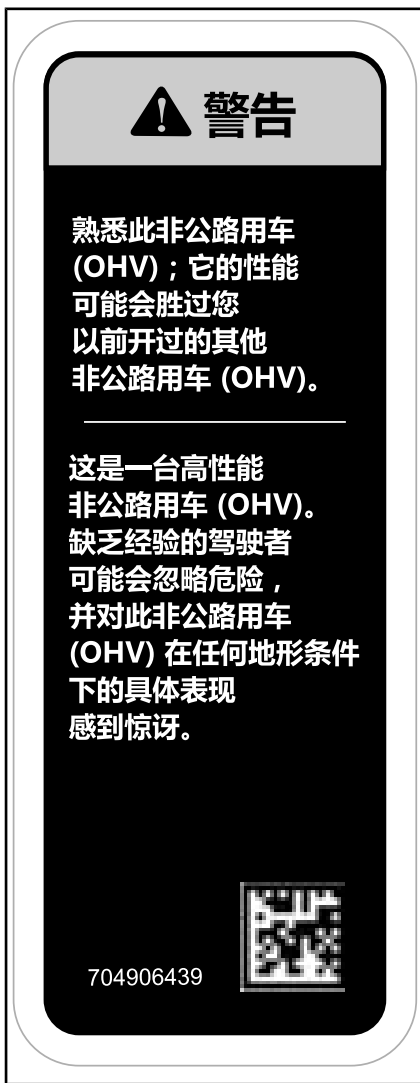 警告
熟悉此非公路用车
(OHV)；它的性能
可能会胜过您
以前开过的其他
非公路用车 (OHV)。
这是一台高性能
非公路用车 (OHV)。
缺乏经验的驾驶者
可能会忽略危险，
并对此非公路用车
(OHV) 在任何地形条件
下的具体表现
感到惊讶。
704906439